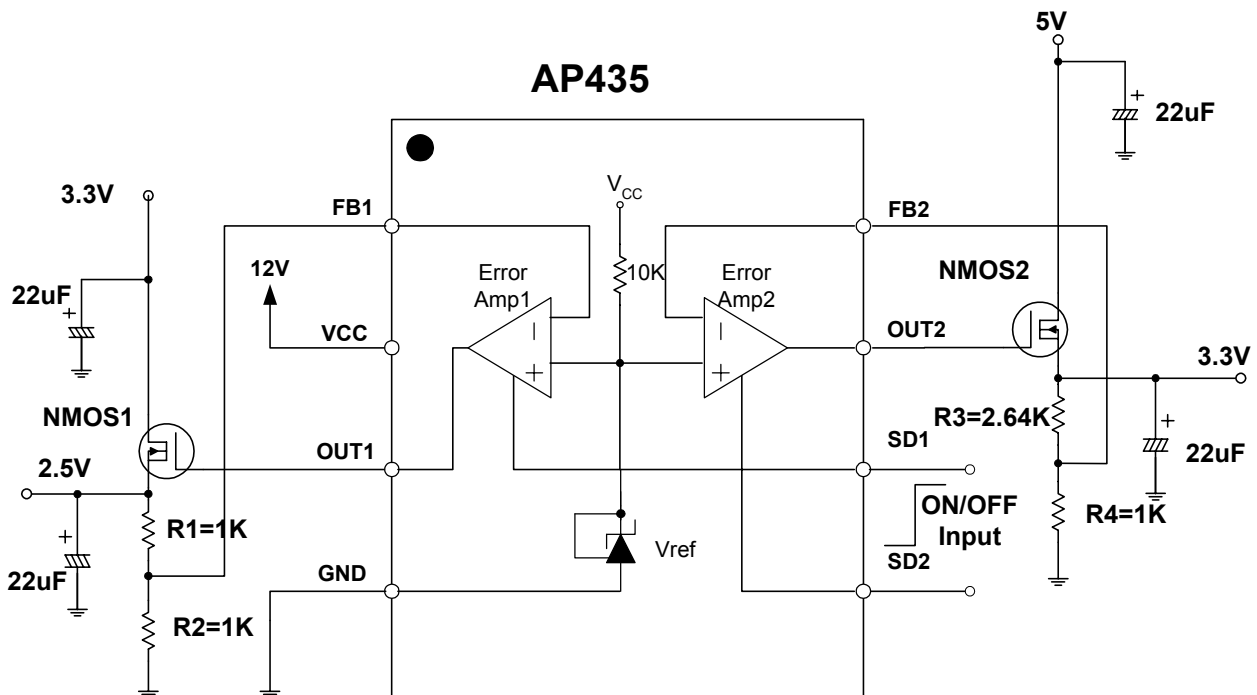 5V
AP435
22uF
VCC
3.3V
FB1
FB2
12V
10K
NMOS2
Error
Amp1
Error
Amp2
22uF
VCC
OUT2
3.3V
NMOS1
R3=2.64K
2.5V
OUT1
SD1
22uF
ON/OFF
Input
R4=1K
R1=1K
Vref
SD2
22uF
GND
R2=1K